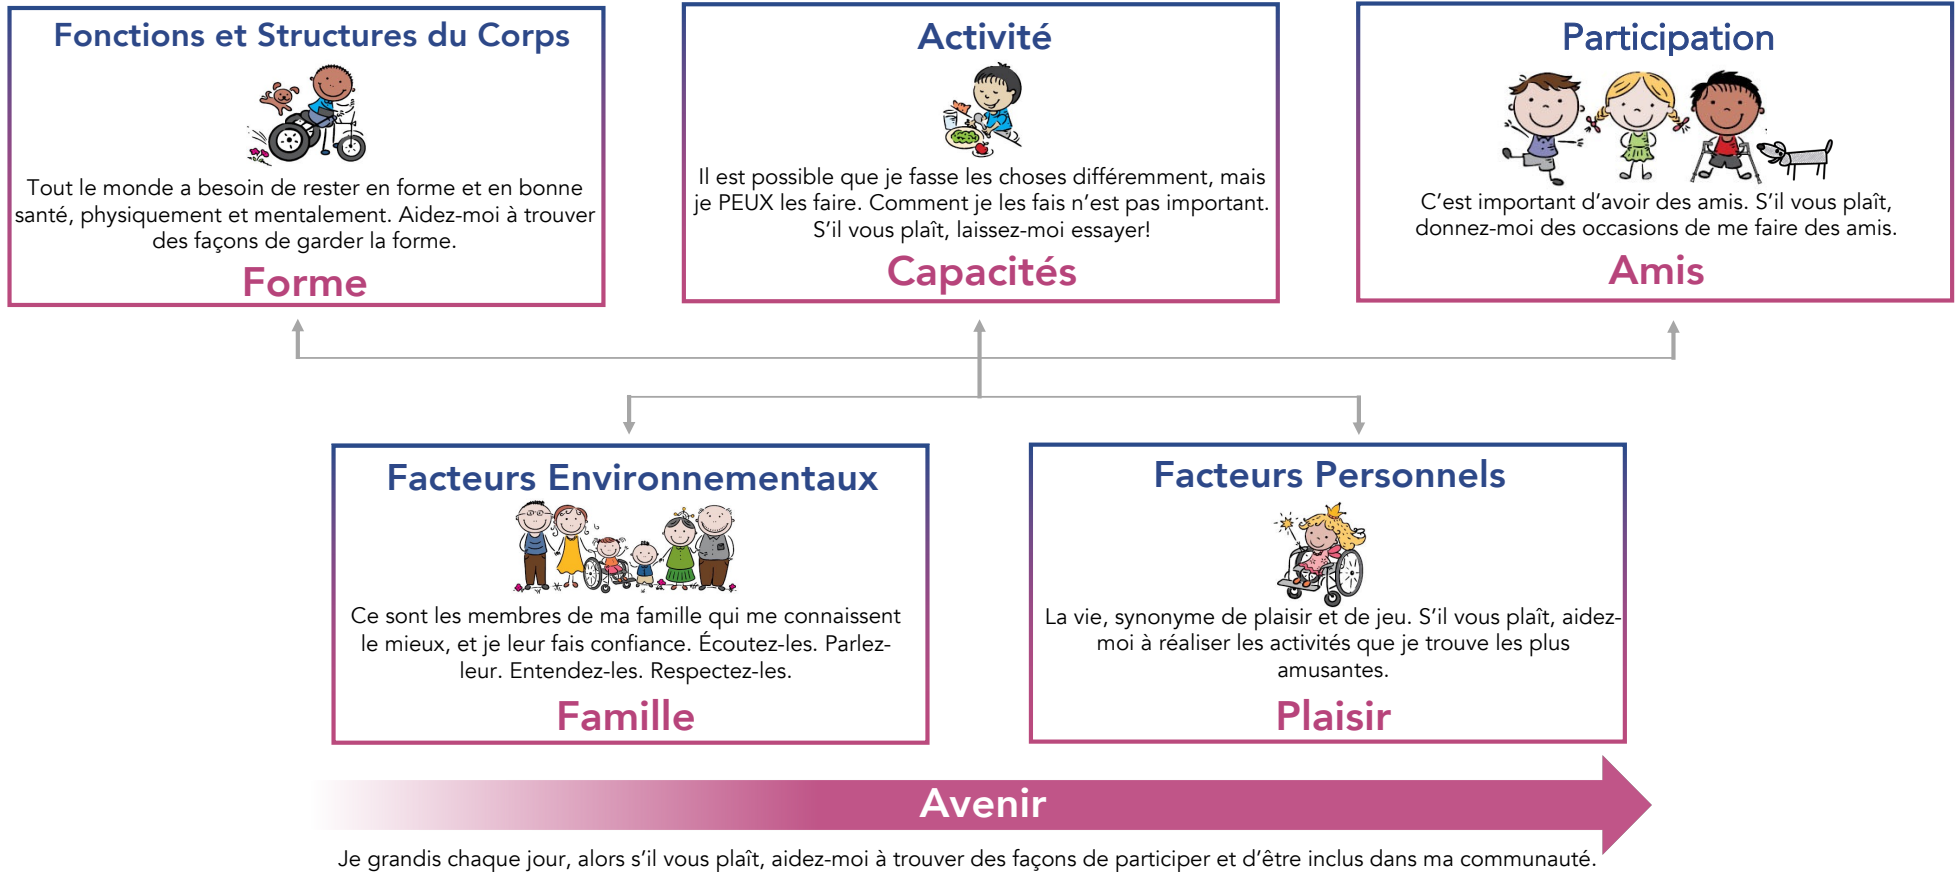 Fonctions et Structures du Corps
Tout le monde a besoin de rester en forme et en bonne
santé, physiquement et mentalement. Aidez-moi à trouver
des façons de garder la forme.
Forme
Activité
Il est possible que je fasse les choses différemment, mais
je PEUX les faire. Comment je les fais n’est pas important.
S’il vous plaît, laissez-moi essayer!
Capacités
Participation
C’est important d’avoir des amis. S’il vous plaît,
donnez-moi des occasions de me faire des amis.
Amis
Facteurs Environnementaux
Ce sont les membres de ma famille qui me connaissent
le mieux, et je leur fais confiance. Écoutez-les. Parlez-
leur. Entendez-les. Respectez-les.
Famille
Facteurs Personnels
La vie, synonyme de plaisir et de jeu. S’il vous plaît, aidez-
moi à réaliser les activités que je trouve les plus
amusantes.
Plaisir
Avenir
Je grandis chaque jour, alors s’il vous plaît, aidez-moi à trouver des façons de participer et d’être inclus dans ma communauté.